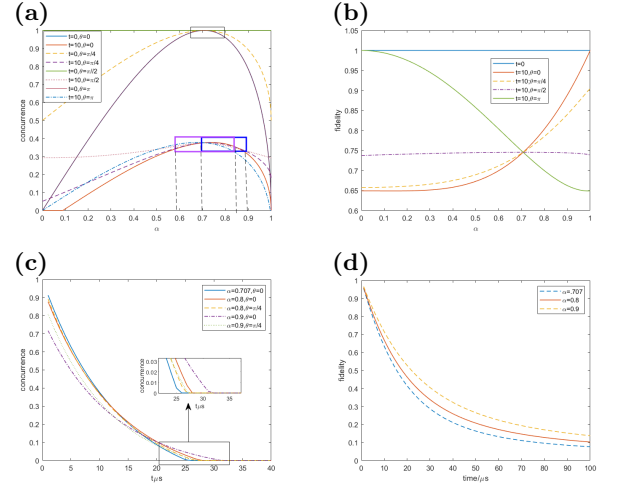 (a)
1
0.9
0.8
0.7
0.6
0.5
0.4
0.3
0.2
0.1
0
concurrence
0 0.1 0.2 0.3 0.4 0.5 0.6 0.7 0.8 0.9 1
α
t=0,θ=0
t=10,θ=0
t=0,θ=π/4
t=10,θ=π/4
t=0,θ=π/2
t=10,θ=π/2
t=0,θ=π
t=10,θ=π
(b)
1.05
1
0.95
0.9
0.85
0.8
0.75
0.7
0.65
0.6
fidelity
0 0.1 0.2 0.3 0.4 0.5 0.6 0.7 0.8 0.9 1
α
t=0
t=10,θ=0
t=10,θ=π/4
t=10,θ=π/2
t=10,θ=π
(c)
1
0.9
0.8
0.7
0.6
0.5
0.4
0.3
0.2
0.1
0
concurrence
0 5 10 15 20 25 30 35 40
tμs
α=0.707,θ=0
α=0.8,θ=0
α=0.8,θ=π/4
α=0.9,θ=0
α=0.9,θ=π/4
0.03
0.02
0.01
0
concurrence
25 30 35
tμs
(d)
1
0.9
0.8
0.7
0.6
0.5
0.4
0.3
0.2
0.1
0
fidelity
0 10 20 30 40 50 60 70 80 90 100
time/μs
α=.707
α=0.8
α=0.9